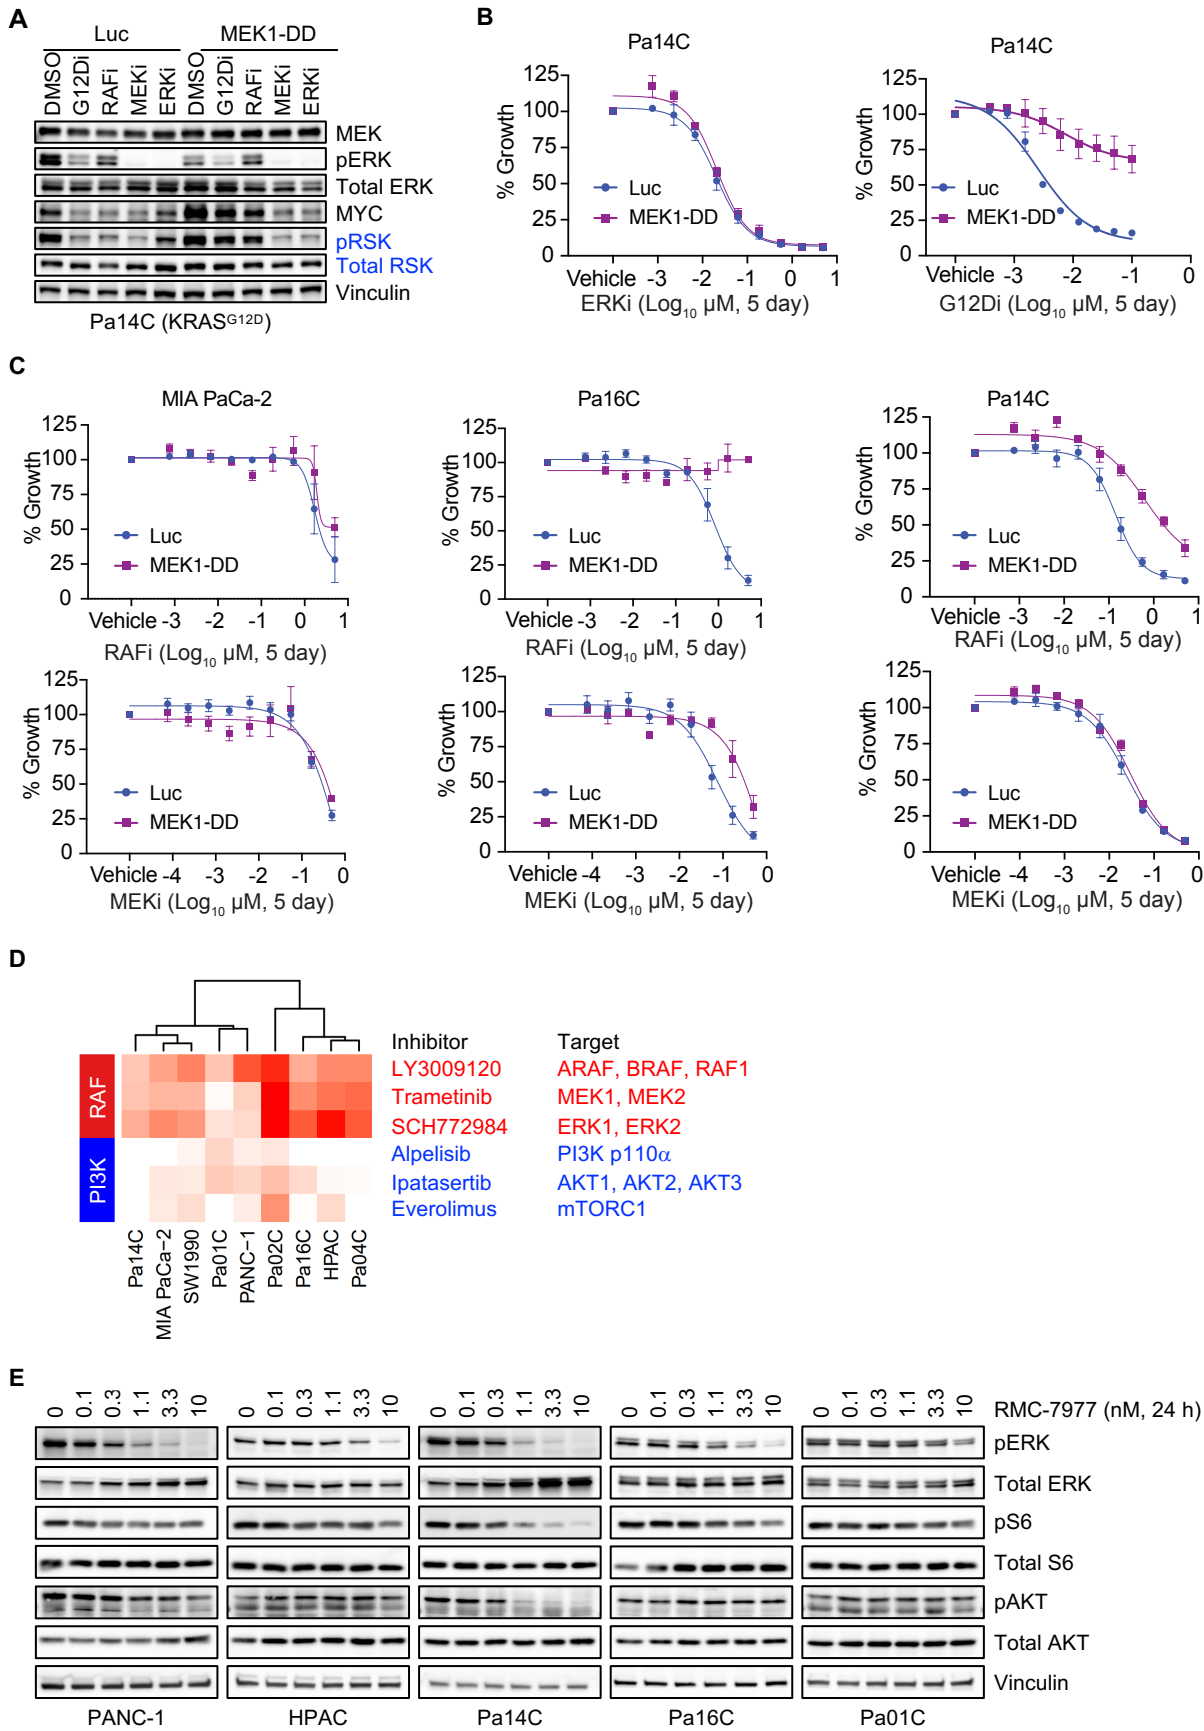 A
Luc MEK1-DD
DMSO G12Di RAFi MEKi ERKi DMSO G12Di RAFi MEKi ERKi
MEK
pERK
Total ERK
MYC
pRSK
Total RSK
Vinculin
Pa14C (KRASG12D)
B
Pa14C
125
100
75
50
25
0
% Growth
Luc
MEK1-DD
Vehicle -3 -2 -1 0 1
ERKi (Log10 µM, 5 day)
Pa14C
125
100
75
50
25
0
% Growth
Luc
MEK1-DD
Vehicle -3 -2 -1 0
G12Di (Log10 µM, 5 day)
C
MIA PaCa-2
125
100
75
50
25
0
% Growth
Luc
MEK1-DD
Vehicle -3 -2 -1 0 1
RAFi (Log10 µM, 5 day)
Pa16C
125
100
75
50
25
0
% Growth
Luc
MEK1-DD
Vehicle -3 -2 -1 0 1
RAFi (Log10 µM, 5 day)
Pa14C
125
100
75
50
25
0
% Growth
Luc
MEK1-DD
Vehicle -3 -2 -1 0 1
RAFi (Log10 µM, 5 day)
125
100
75
50
25
0
% Growth
Luc
MEK1-DD
Vehicle -4 -3 -2 -1 0
MEKi (Log10 µM, 5 day)
125
100
75
50
25
0
% Growth
Luc
MEK1-DD
Vehicle -4 -3 -2 -1 0
MEKi (Log10 µM, 5 day)
125
100
75
50
25
0
% Growth
Luc
MEK1-DD
Vehicle -4 -3 -2 -1 0
MEKi (Log10 µM, 5 day)
D
Inhibitor Target
RAF
LY3009120 ARAF, BRAF, RAF1
Trametinib MEK1, MEK2
SCH772984 ERK1, ERK2
PI3K
Alpelisib PI3K p110α
Ipatasertib AKT1, AKT2, AKT3
Everolimus mTORC1
Pa14C MIA PaCa−2 SW1990 Pa01C PANC−1 Pa02C Pa16C HPAC Pa04C
E
0 0.1 0.3 1.1 3.3 10 0 0.1 0.3 1.1 3.3 10 0 0.1 0.3 1.1 3.3 10 0 0.1 0.3 1.1 3.3 10 0 0.1 0.3 1.1 3.3 10 RMC-7977 (nM, 24 h)
pERK
Total ERK
pS6
Total S6
pAKT
Total AKT
Vinculin
PANC-1 HPAC Pa14C Pa16C Pa01C